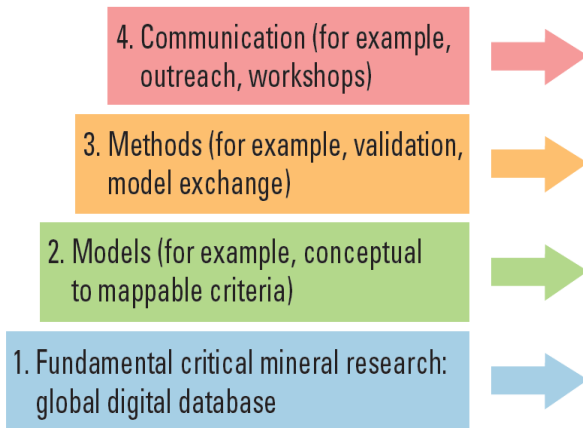 4. Communication (for example,
outreach, workshops)
3. Methods (for example, validation,
model exchange)
2. Models (for example, conceptual
to mappable criteria)
1. Fundamental critical mineral research:
global digital database